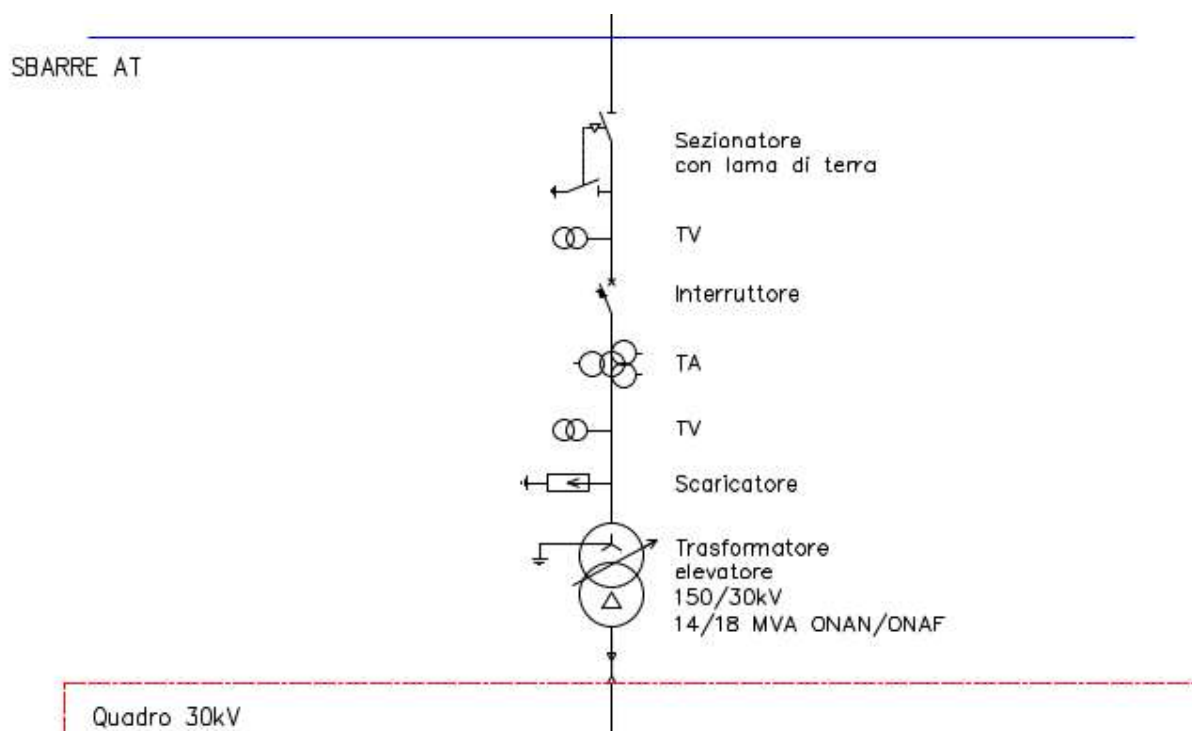 SBARRE AT
Sezionatore
con lama di terra
TV
Interruttore
TA
TV
Scaricatore
Trasformatore
elevatore
150/30kV
14/18 MVA ONAN/ONAF
Quadro 30kV